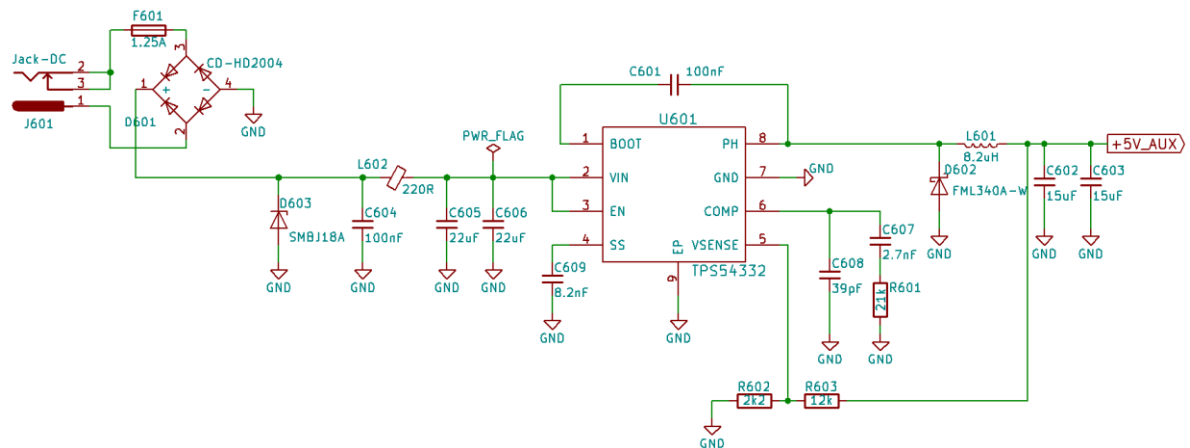 F601
1.25A
Jack-DC
2
3
1
J601
3
CD-HD2004
1
+
-
4
D601
2
GND
C601
100nF
U601
PWR_FLAG
1
BOOT
PH
8
L601
8.2uH
+5V_AUX
L602
220R
2
VIN
GND
7
GND
D602
FML340A-W
C602
15uF
C603
15uF
D603
SMBJ18A
C604
100nF
C605
22uF
C606
22uF
3
EN
COMP
6
4
SS
EP
VSENSE
5
9
TPS54332
C607
2.7nF
C608
39pF
R601
21k
C609
8.2nF
GND
GND
GND
GND
GND
GND
GND
GND
GND
GND
GND
R602
2k2
R603
12k
GND